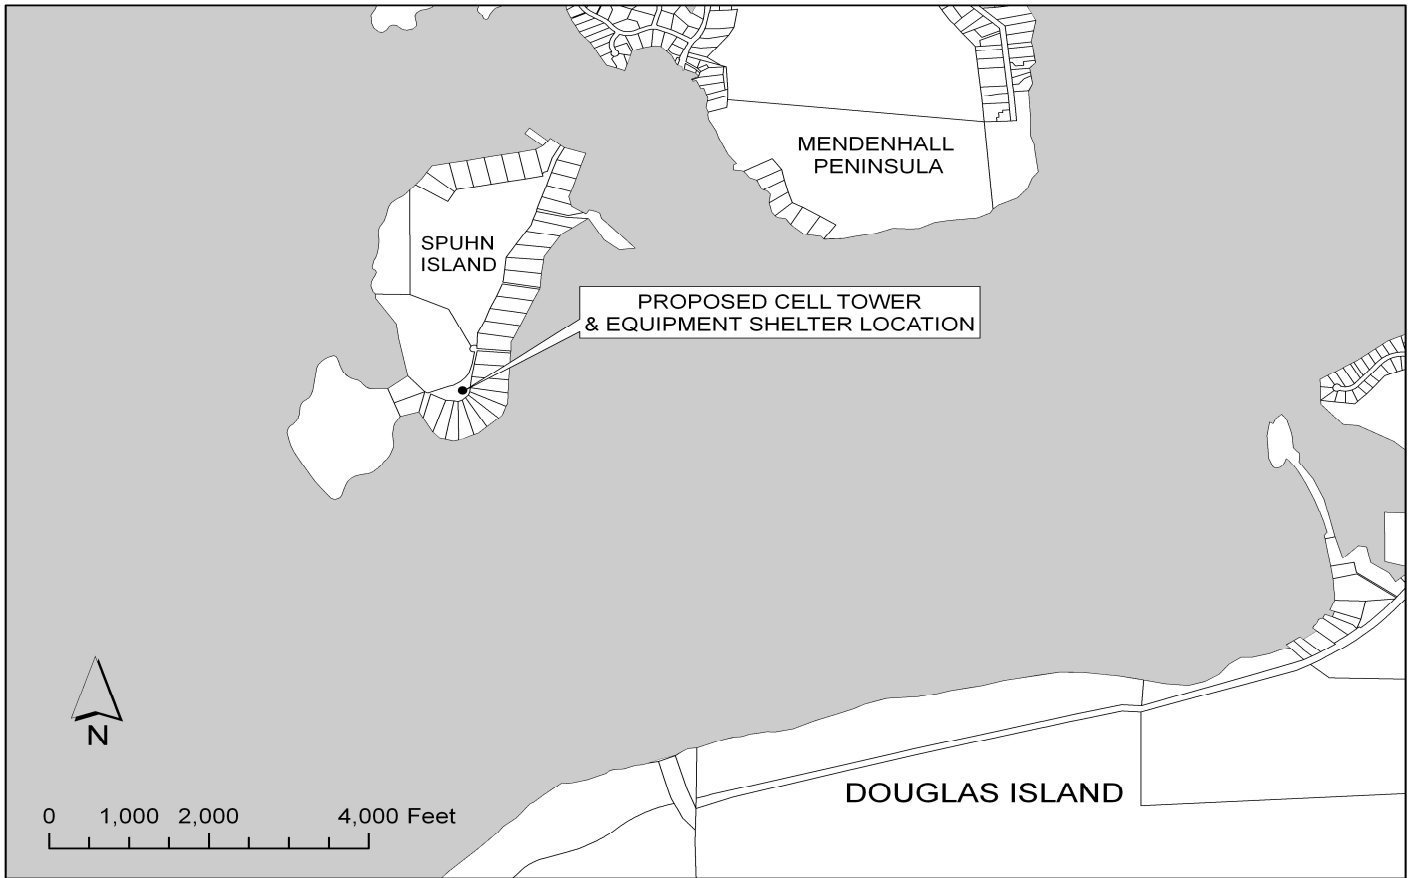 MENDENHALL
PENINSULA
SPUHN
ISLAND
PROPOSED CELL TOWER
& EQUIPMENT SHELTER LOCATION
N
DOUGLAS ISLAND
0 1,000 2,000 4,000 Feet